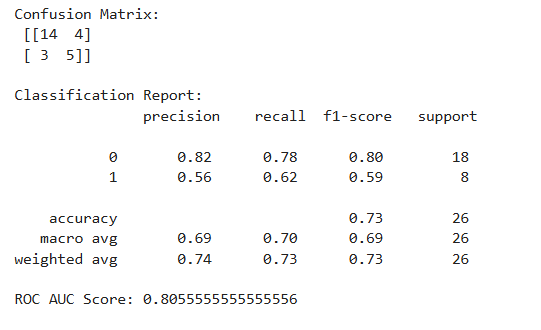 Confusion Matrix:
[[14 4]
[ 3 5]]
Classification Report:
precision recall f1-score support
0 0.82 0.78 0.80 18
1 0.56 0.62 0.59 8
accuracy 0.73 26
macro avg 0.69 0.70 0.69 26
weighted avg 0.74 0.73 0.73 26
ROC AUC Score: 0.8055555555555556